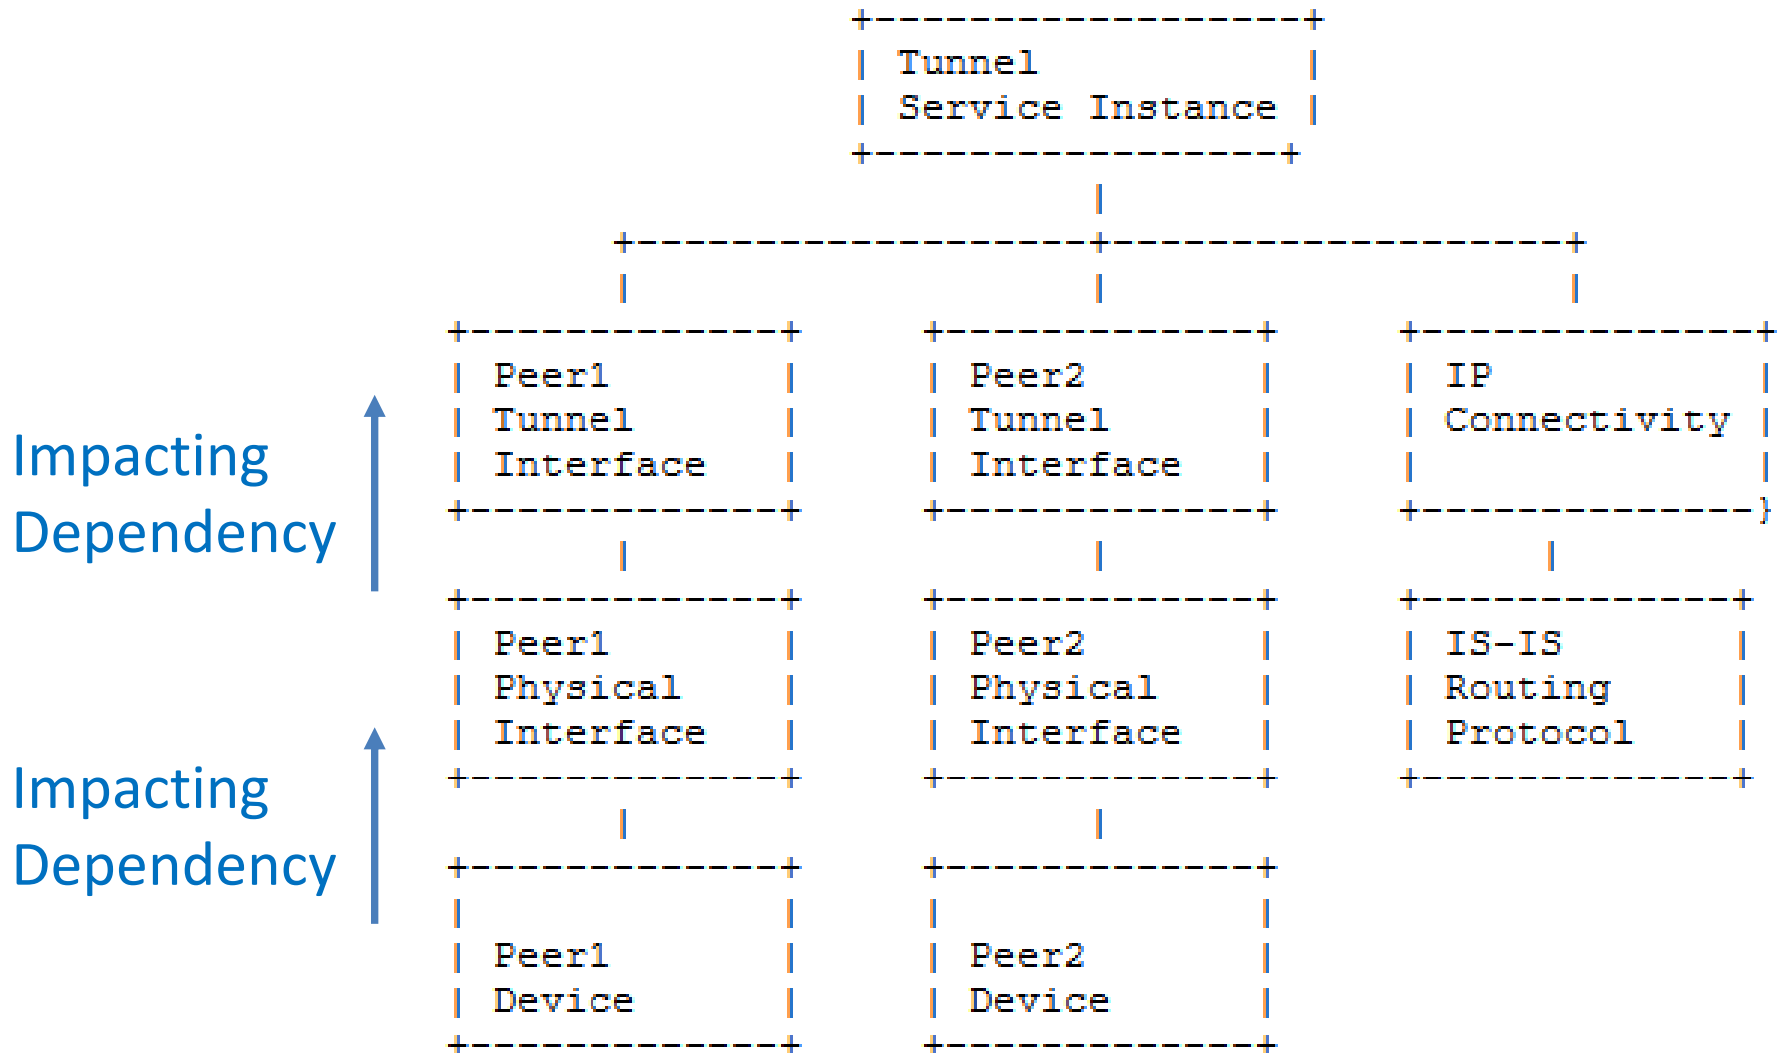 Tunnel
Service Instance
Peer1
Tunnel
Interface
Peer2
Tunnel
Interface
IP
Connectivity
Impacting
Dependency
Peer1
Physical
Interface
Peer2
Physical
Interface
IS-IS
Routing
Protocol
Impacting
Dependency
Peer1
Device
Peer2
Device